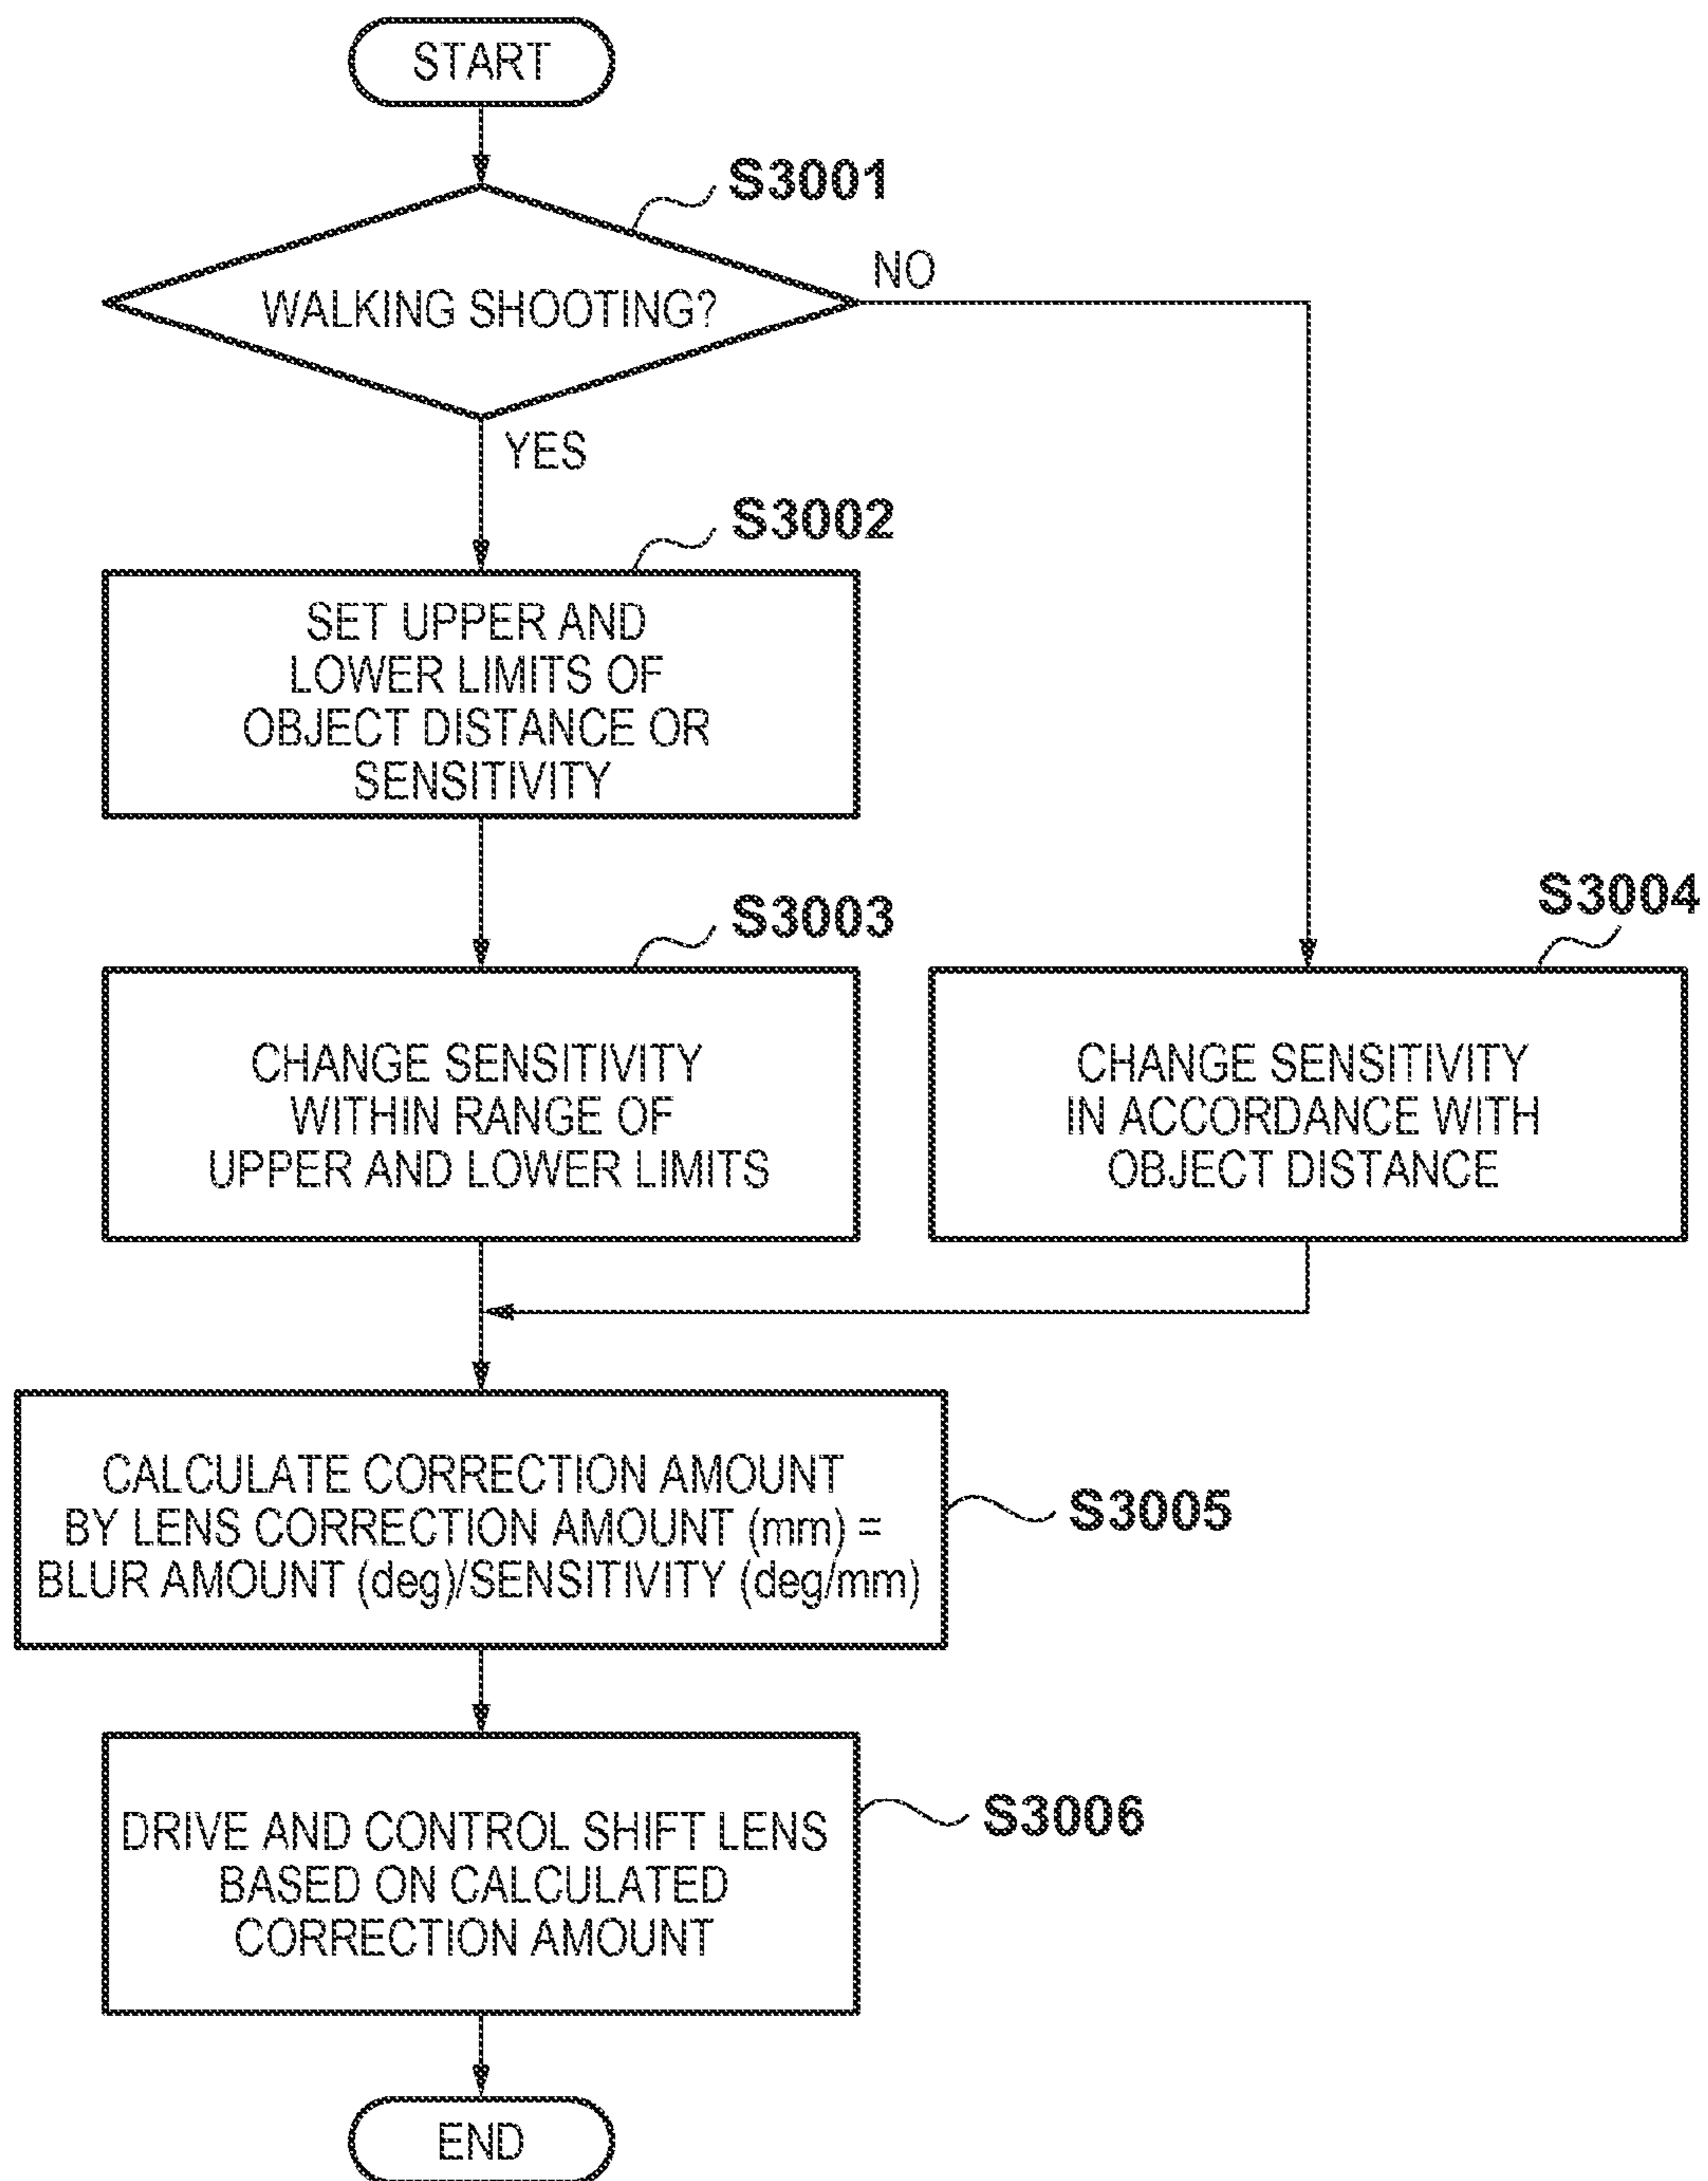 START
S3001
WALKING SHOOTING?
NO
YES
S3002
SET UPPER AND
LOWER LIMITS OF
OBJECT DISTANCE OR
SENSITIVITY
S3003
CHANGE SENSITIVITY
WITHIN RANGE OF
UPPER AND LOWER LIMITS
S3004
CHANGE SENSITIVITY
IN ACCORDANCE WITH
OBJECT DISTANCE
CALCULATE CORRECTION AMOUNT
BY LENS CORRECTION AMOUNT (mm) =
BLUR AMOUNT (deg)/SENSITIVITY (deg/mm)
S3005
DRIVE AND CONTROL SHIFT LENS
BASED ON CALCULATED
CORRECTION AMOUNT
S3006
END